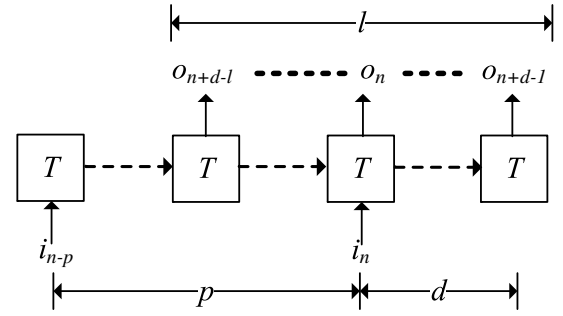 l
o_{n+d-l} o_n o_{n+d-1}
T T T T
i_{n-p} i_n
p d